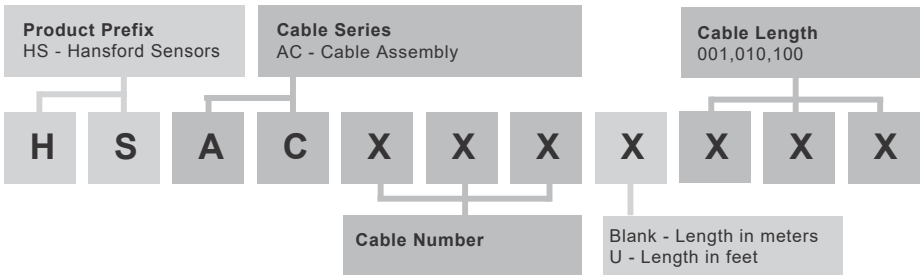 Product Prefix
HS - Hansford Sensors
Cable Series
AC - Cable Assembly
Cable Length
001,010,100
H S A C X X X X X X X
Cable Number
Blank - Length in meters
U - Length in feet